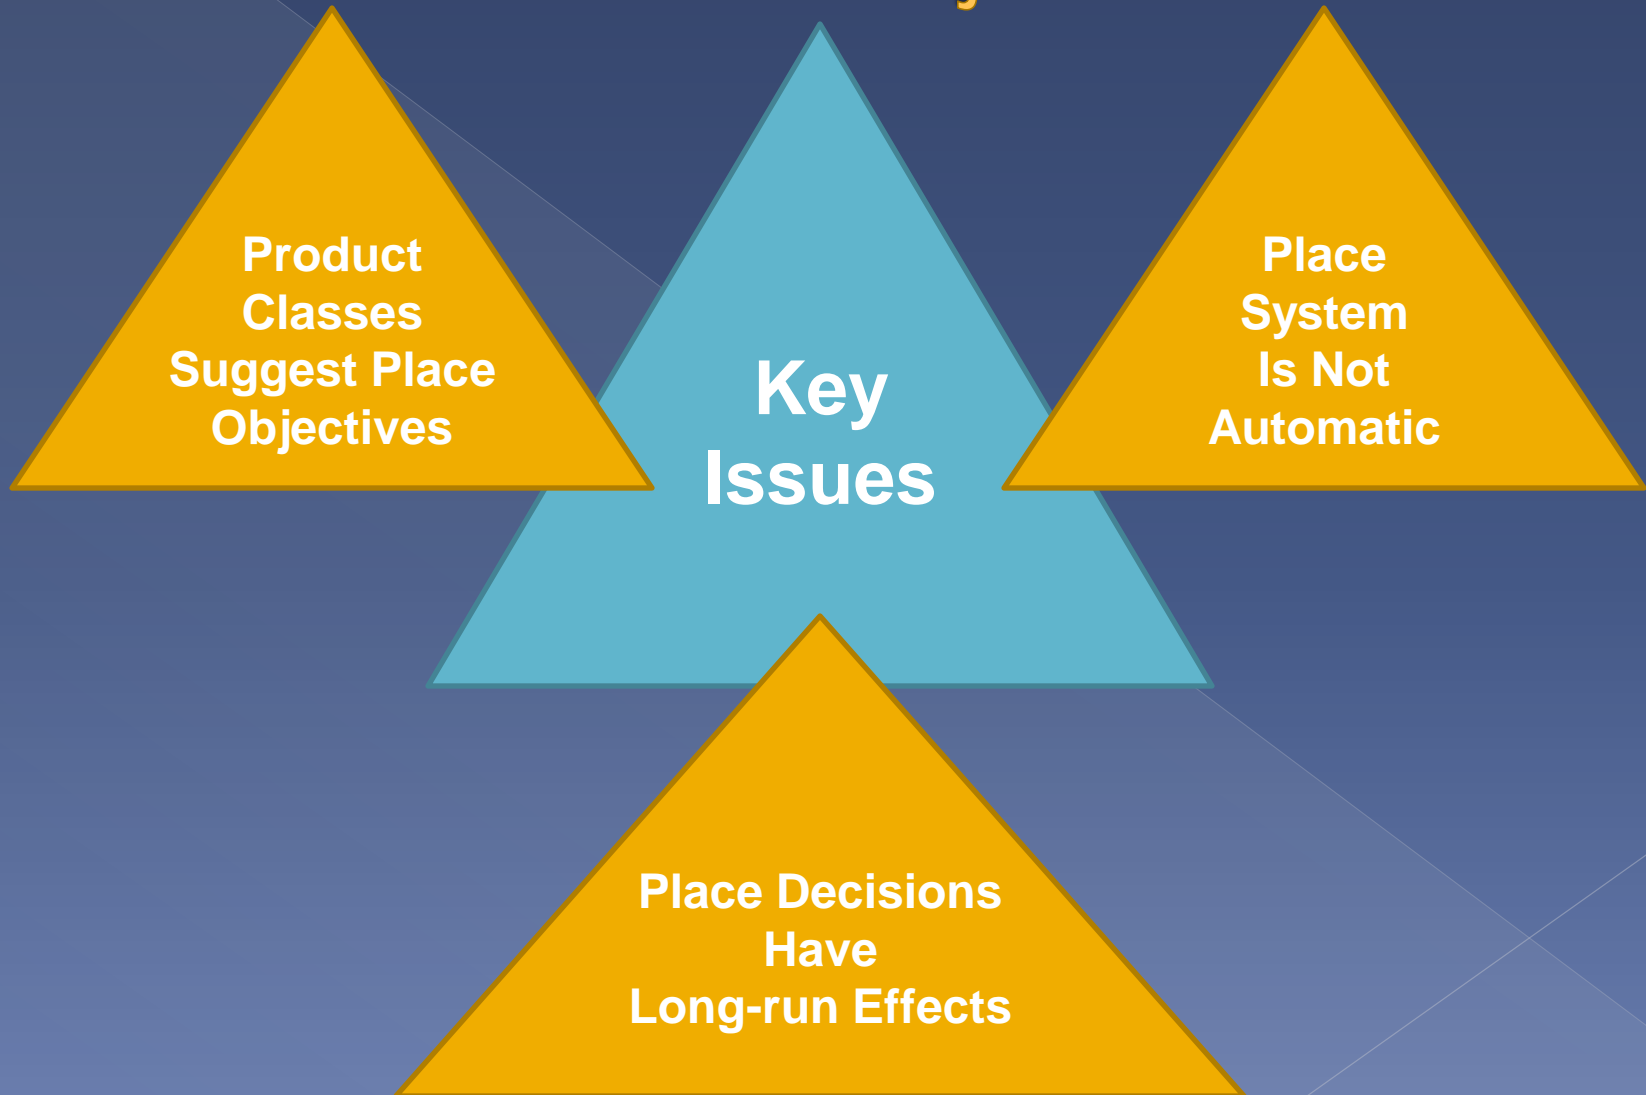 Product
Classes
Suggest Place
Objectives
Key
Issues
Place
System
Is Not
Automatic
Place Decisions
Have
Long-run Effects